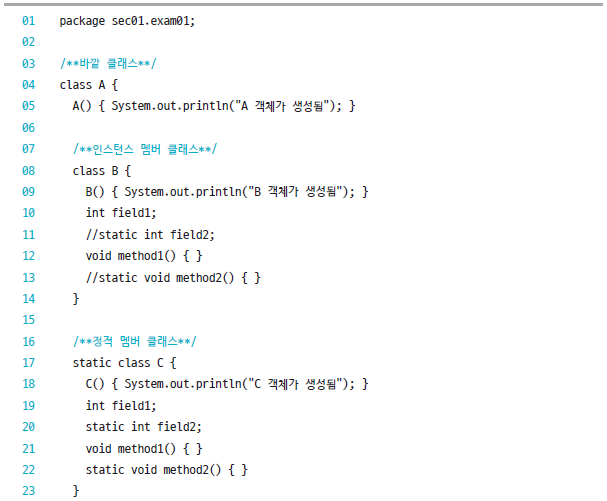 01 package sec01.exam01;
02
03 /**바깥 클래스**/
04 class A {
05 A() { System.out.println("A 객체가 생성됨"); }
06
07 /**인스턴스 멤버 클래스**/
08 class B {
09 B() { System.out.println("B 객체가 생성됨"); }
10 int field1;
11 //static int field2;
12 void method1() { }
13 //static void method2() { }
14 }
15
16 /**정적 멤버 클래스**/
17 static class C {
18 C() { System.out.println("C 객체가 생성됨"); }
19 int field1;
20 static int field2;
21 void method1() { }
22 static void method2() { }
23 }